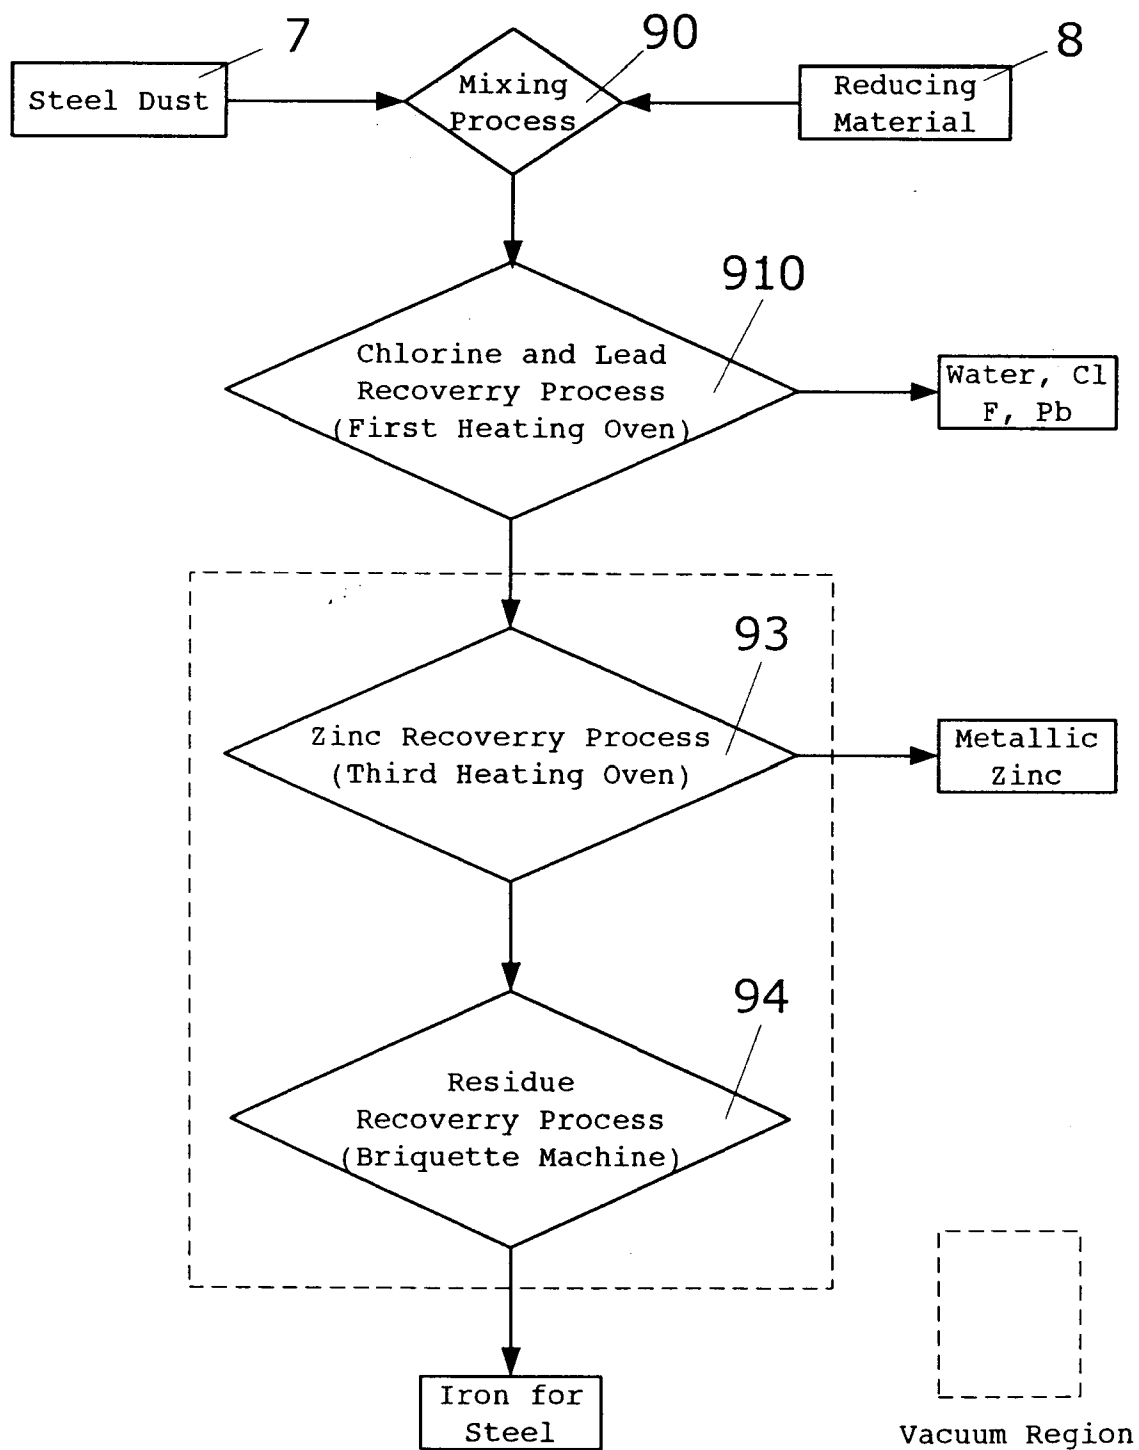 7
90
8
Steel Dust
Mixing
Process
Reducing
Material
910
Chlorine and Lead
Recoverry Process
(First Heating Oven)
Water, Cl
F, Pb
93
Zinc Recoverry Process
(Third Heating Oven)
Metallic
Zinc
94
Residue
Recoverry Process
(Briquette Machine)
Iron for
Steel
Vacuum Region